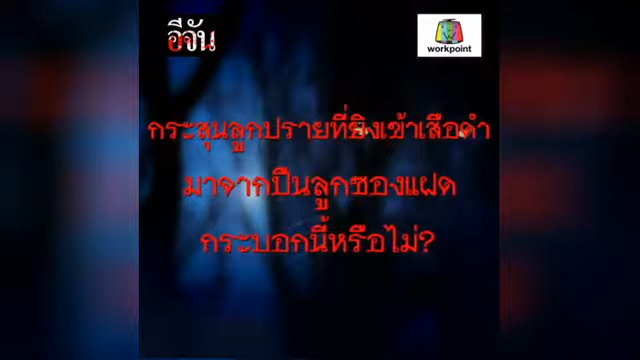 อีจัน
workpoint
กระสุนลูกปรายที่ยิงเข้าเสือดำ
มาจากปืนลูกซองแฝด
กระบอกนี้หรือไม่?